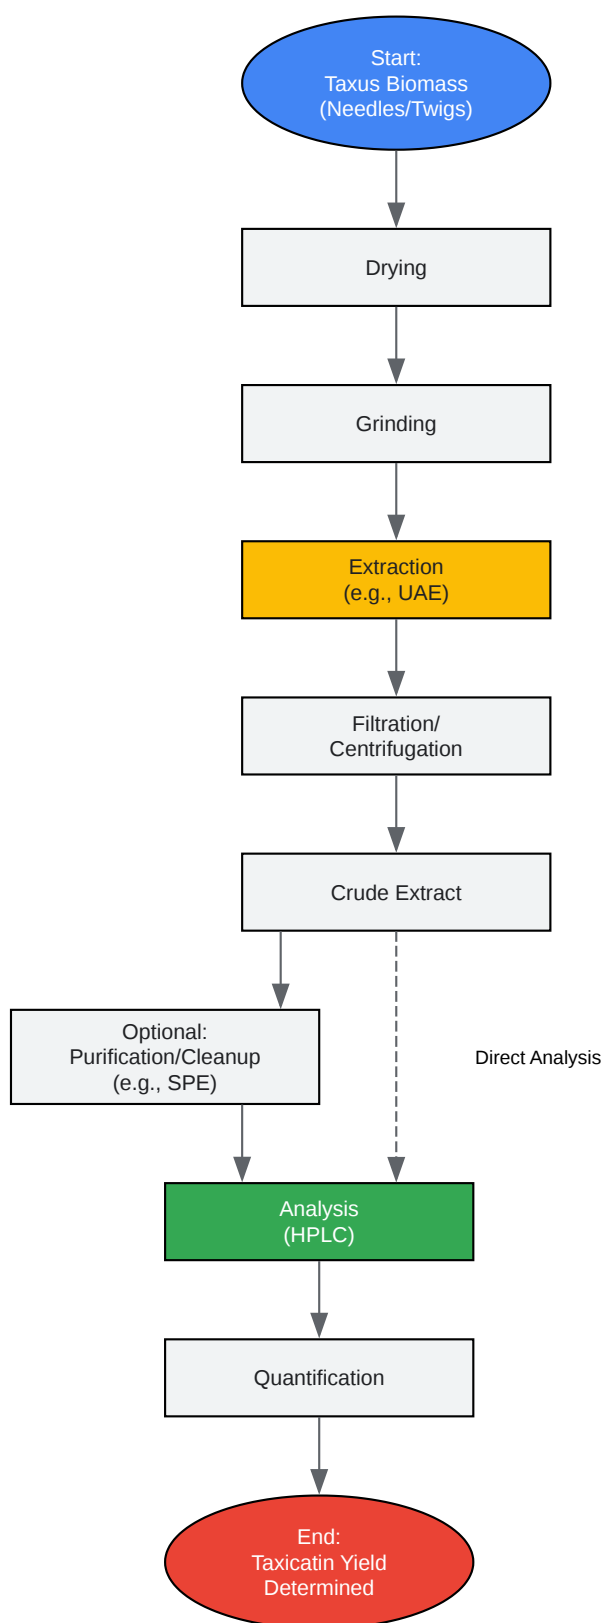 Start:
Taxus Biomass
(Needles/Twigs)
Drying
Grinding
Extraction
(e.g., UAE)
Filtration/
Centrifugation
Crude Extract
Optional:
Purification/Cleanup
(e.g., SPE)
Direct Analysis
Analysis
(HPLC)
Quantification
End:
Taxicatin Yield
Determined